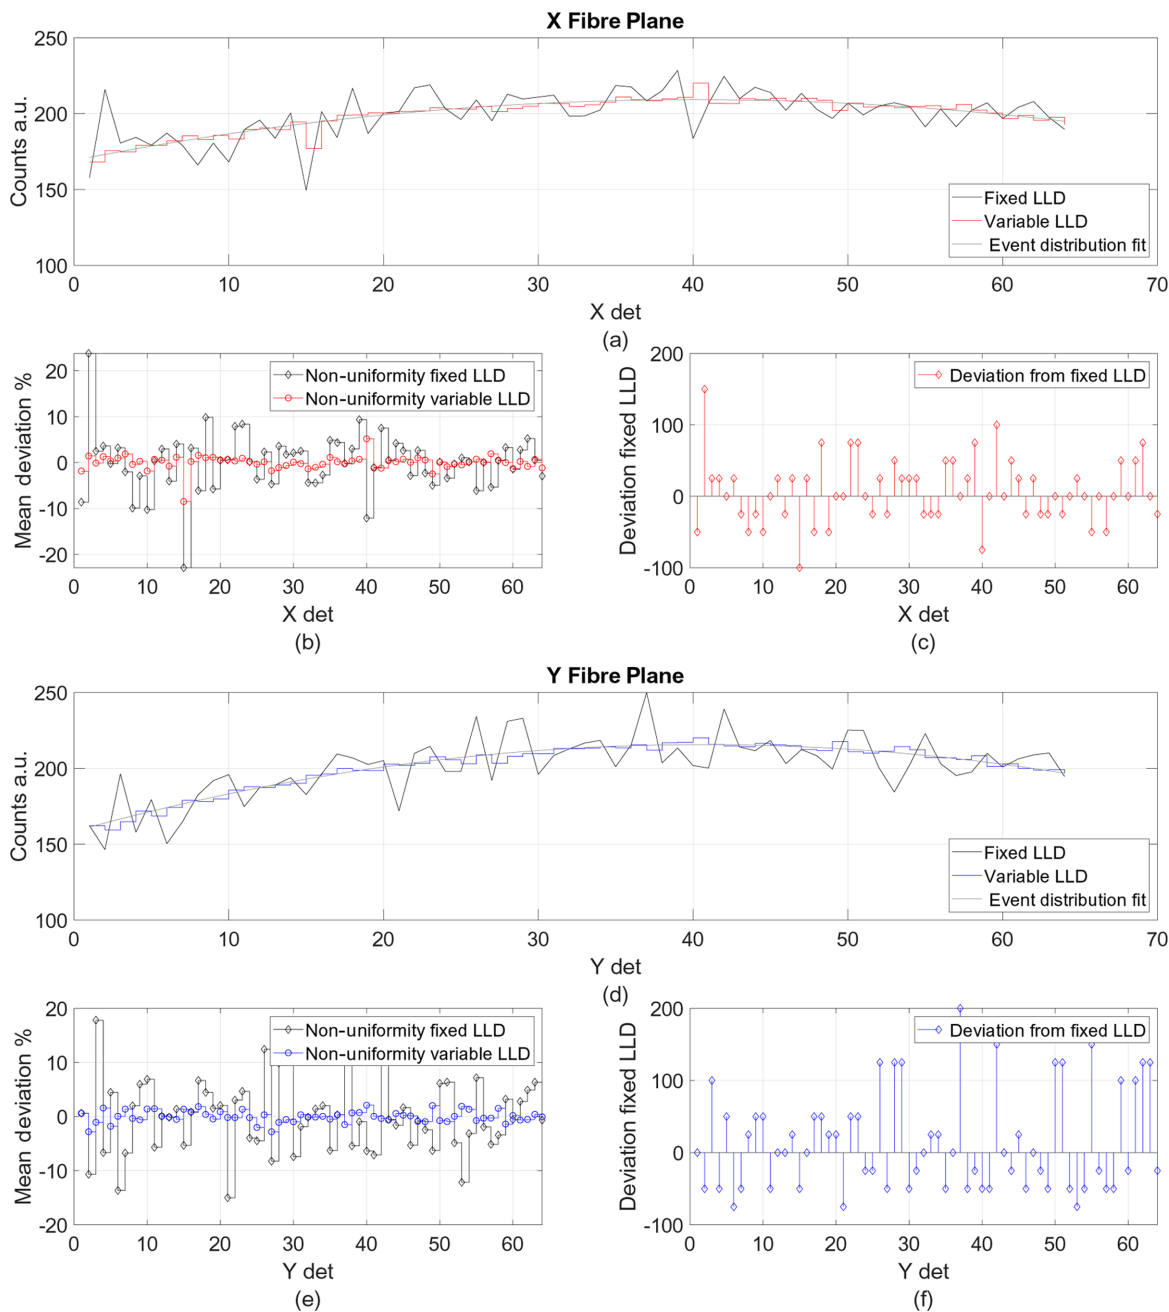 X Fibre Plane
250
200
150
100
Counts a.u.
Fixed LLD
Variable LLD
Event distribution fit
0 10 20 30 40 50 60 70
X det
(a)
20
10
0
-10
-20
Mean deviation %
Non-uniformity fixed LLD
Non-uniformity variable LLD
0 10 20 30 40 50 60
X det
(b)
200
100
0
-100
Deviation fixed LLD
Deviation from fixed LLD
0 10 20 30 40 50 60
X det
(c)
Y Fibre Plane
250
200
150
100
Counts a.u.
Fixed LLD
Variable LLD
Event distribution fit
0 10 20 30 40 50 60 70
Y det
(d)
20
10
0
-10
-20
Mean deviation %
Non-uniformity fixed LLD
Non-uniformity variable LLD
0 10 20 30 40 50 60
Y det
(e)
200
100
0
-100
Deviation fixed LLD
Deviation from fixed LLD
0 10 20 30 40 50 60
Y det
(f)